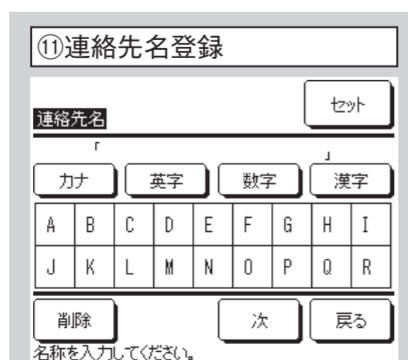 ⑪連絡先名登録
セット
連絡先名
「 」
カナ 英字 数字 漢字
A B C D E F G H I
J K L M N O P Q R
削除 次 戻る
名称を入力してください。